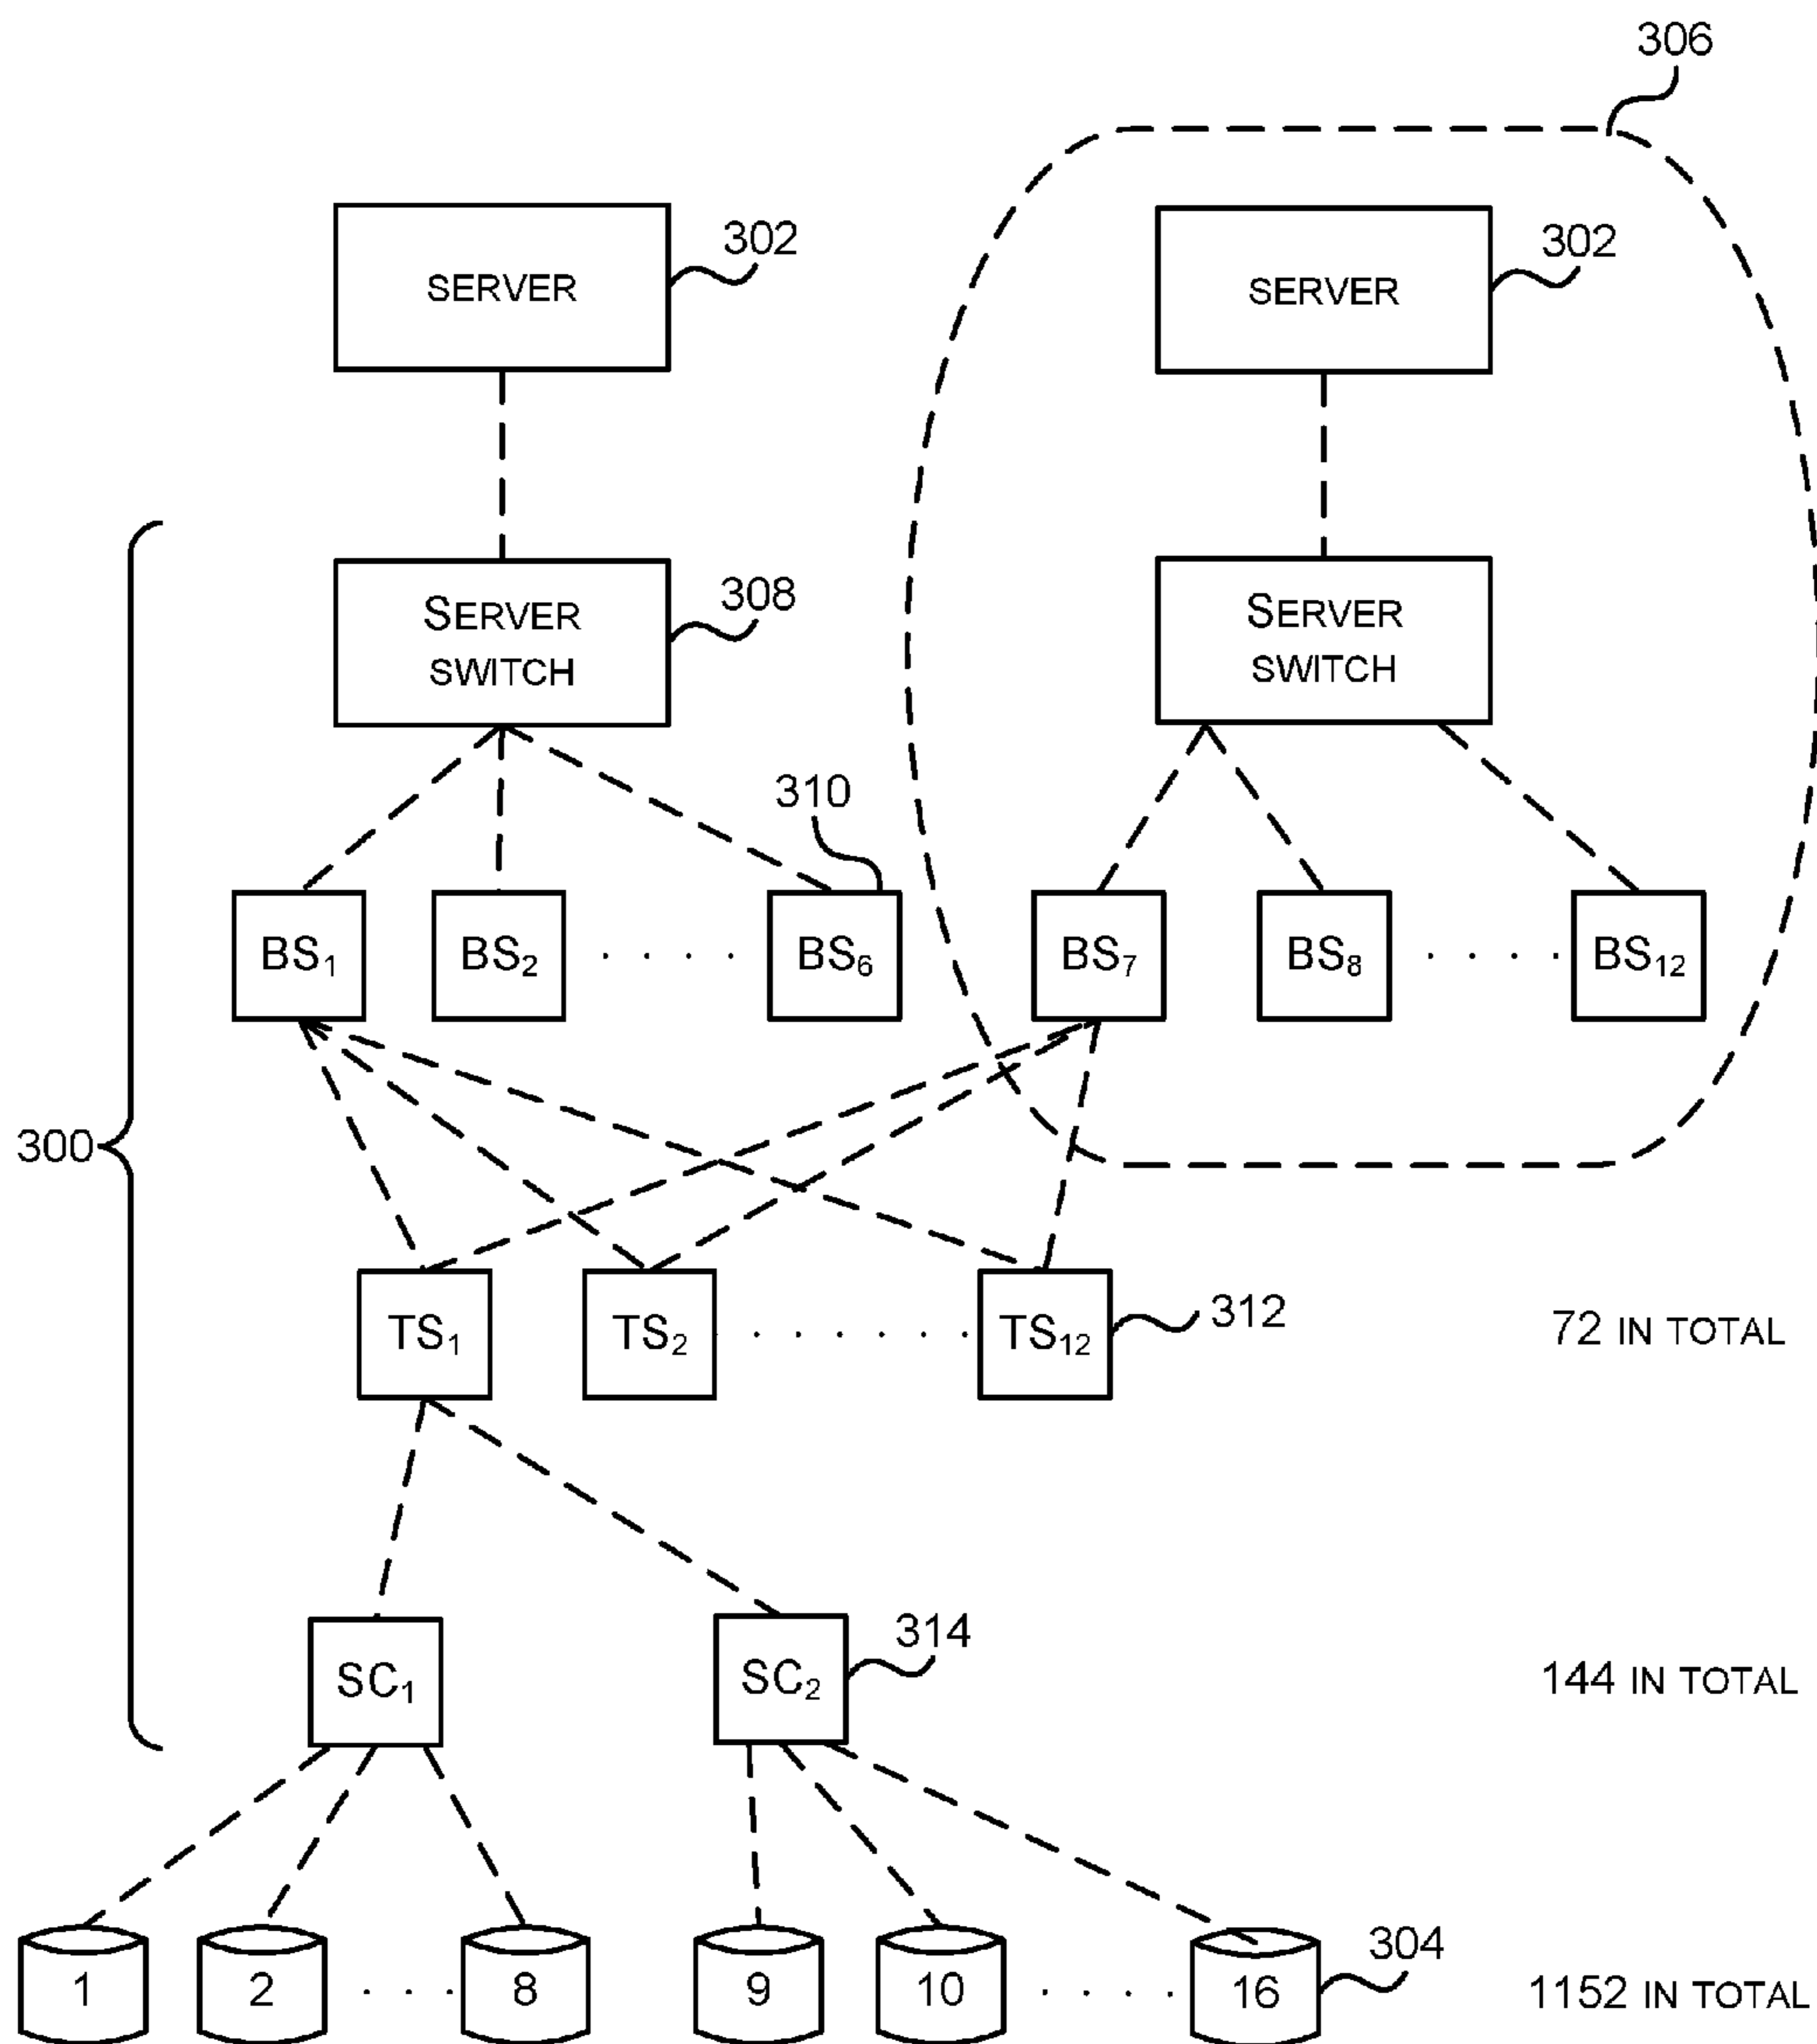 306
302
302
SERVER
SERVER
308
SERVER
SWITCH
SERVER
SWITCH
310
BS1
BS2
. . . .
BS6
BS7
BS8
. . . .
BS12
300
TS1
TS2
. . . . . . .
TS12
312
72 IN TOTAL
SC1
SC2
314
144 IN TOTAL
1
2
. . . .
8
9
10
. . . .
16
304
1152 IN TOTAL